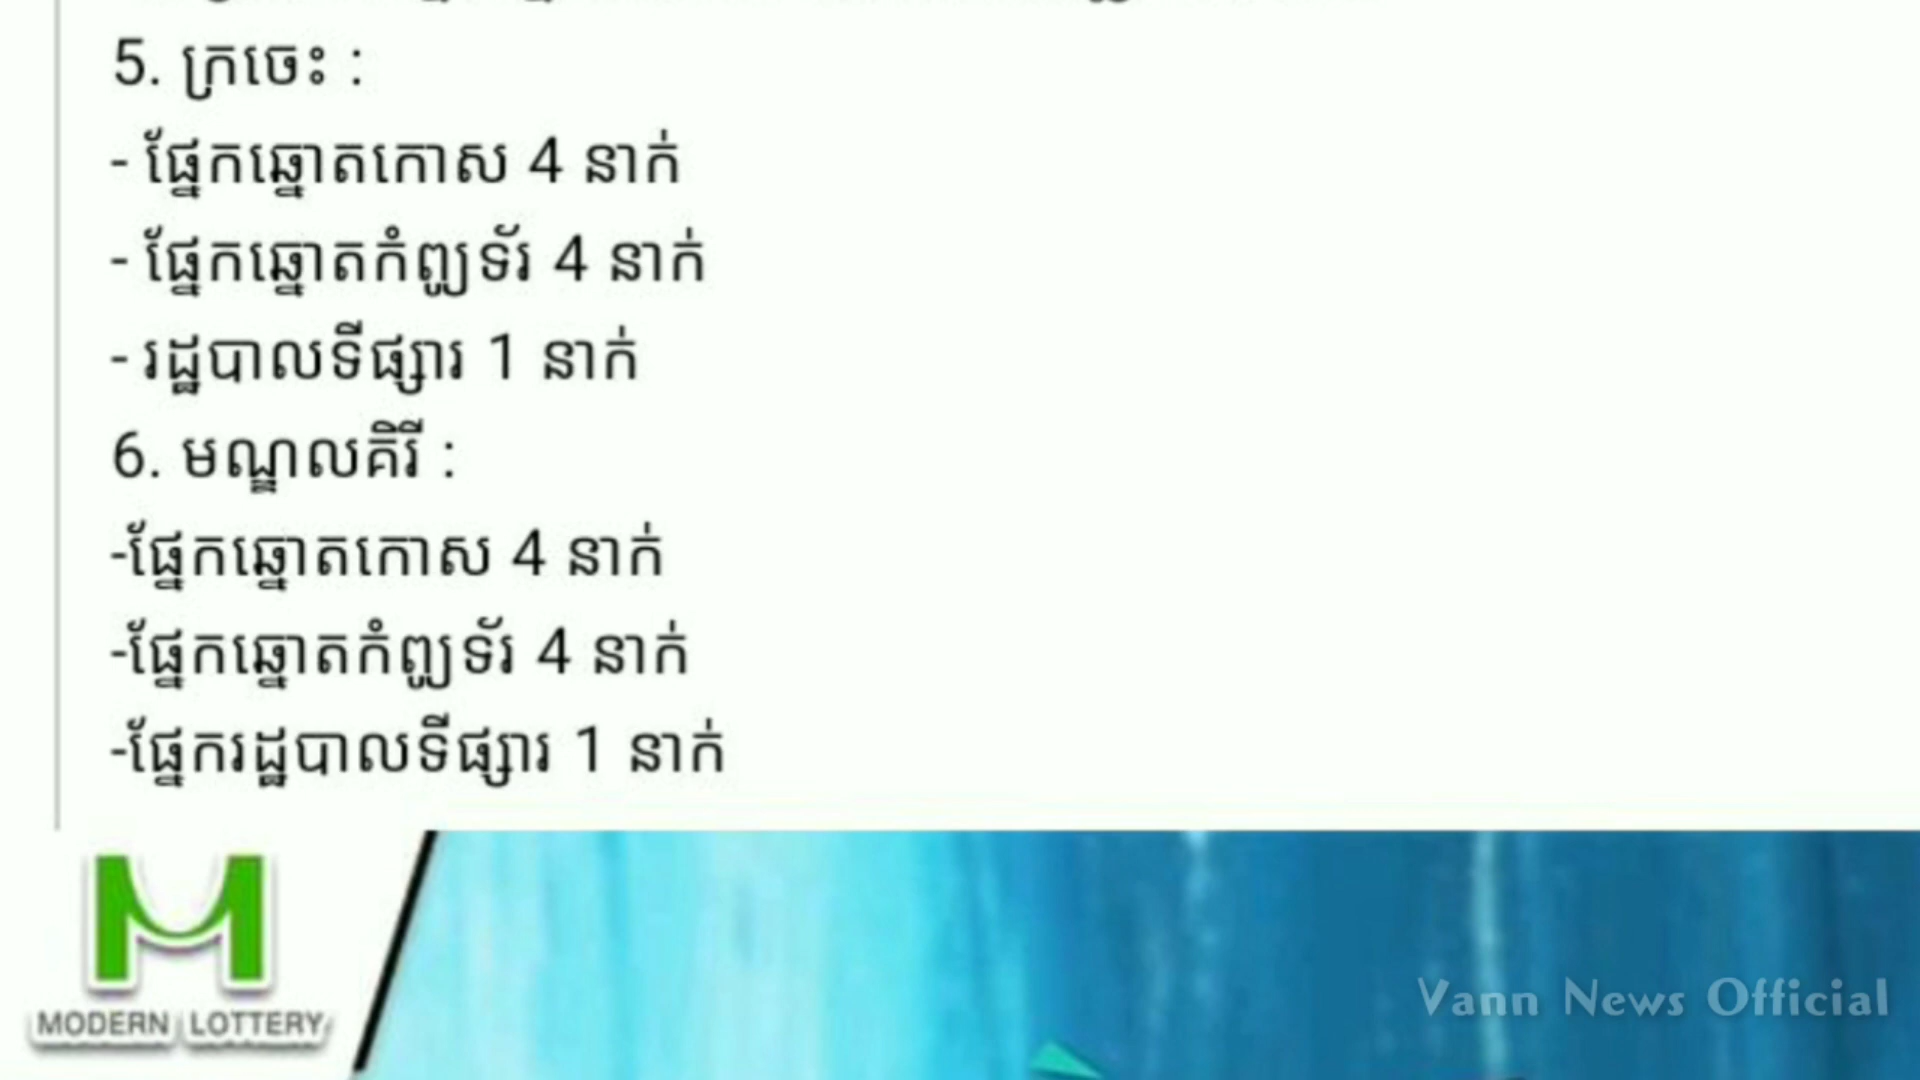 5. ក្រចេះ :
- ផ្នែកឆ្នោតកោស 4 នាក់
- ផ្នែកឆ្នោតកំព្យូទ័រ 4 នាក់
- រដ្ឋបាលទីផ្សារ 1 នាក់
6. មណ្ឌលគិរី :
-ផ្នែកឆ្នោតកោស 4 នាក់
-ផ្នែកឆ្នោតកំព្យូទ័រ 4 នាក់
-ផ្នែករដ្ឋបាលទីផ្សារ 1 នាក់
MODERN LOTTERY
Vann News Official